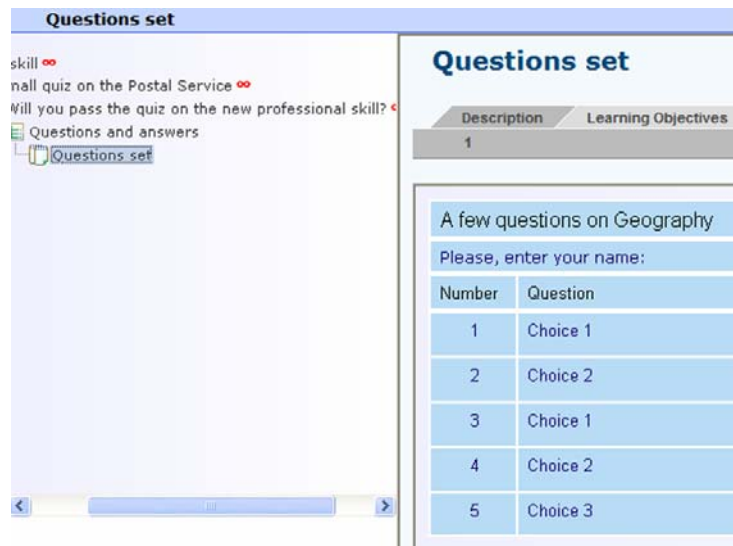 Questions set
skill
mall quiz on the Postal Service
Will you pass the quiz on the new professional skill?
Questions and answers
Questions set
Questions set
Description Learning Objectives
1
A few questions on Geography
Please, enter your name:
Number Question
1 Choice 1
2 Choice 2
3 Choice 1
4 Choice 2
5 Choice 3